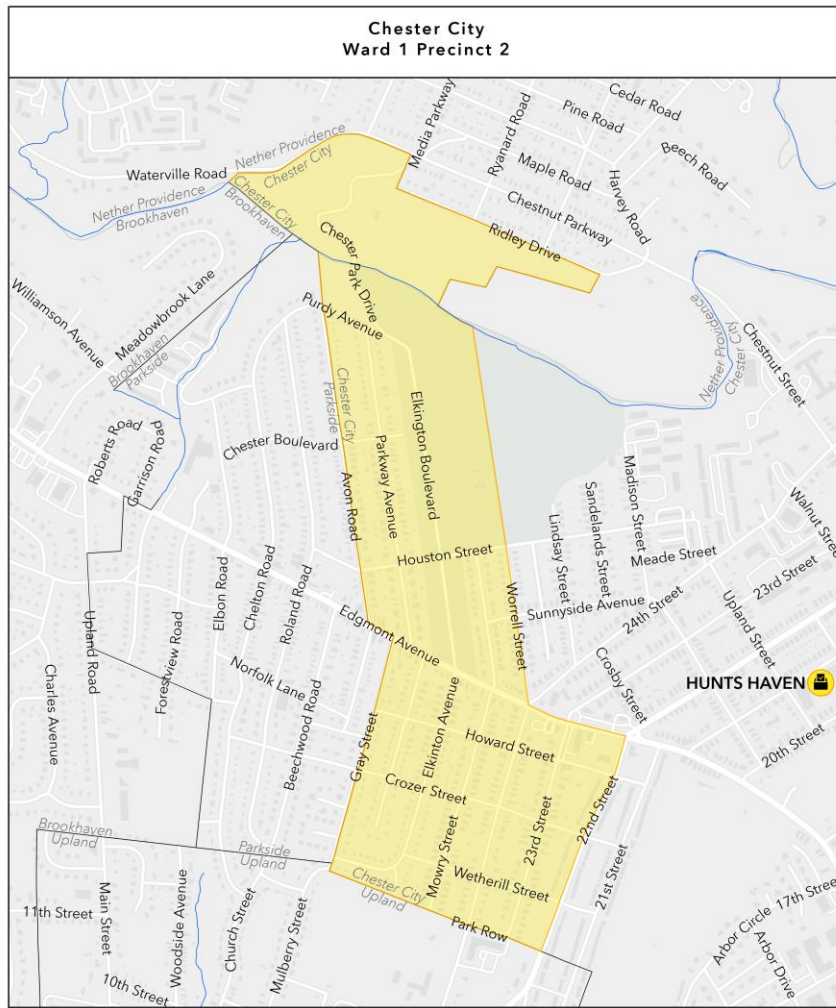 Chester City
Ward 1 Precinct 2
Cedar Road
Pine Road
Media Parkway
Ryanard Road
Beech Road
Maple Road
Harvey Road
Nether Providence
Chester City
Waterville Road
Chester City
Brookhaven
Nether Providence
Brookhaven
Chestnut Parkway
Ridley Drive
Chester Park Drive
Meadowbrook Lane
Williamson Avenue
Purdy Avenue
Nether Providence
Chester City
Chestnut Street
Brookhaven
Parkside
Chester City
Parkside
Elkington Boulevard
Roberts Road
Garrison Road
Chester Boulevard
Parkway Avenue
Avon Road
Madison Street
Sandelands Street
Lindsay Street
Walnut Street
Houston Street
Meade Street
23rd Street
Elbon Road
Chelton Road
Roland Road
Worrell Street
Sunnyside Avenue
24th Street
Upland Street
Upland Road
Forestview Road
Edgmont Avenue
Crosby Street
Charles Avenue
Norfolk Lane
HUNTS HAVEN
Beechwood Road
Gray Street
Elkinton Avenue
Howard Street
20th Street
Crozer Street
23rd Street
22nd Street
Brookhaven
Upland
Parkside
Upland
Mowry Street
Wetherill Street
21st Street
Chester City
Upland
Main Street
11th Street
Woodside Avenue
Church Street
Mulberry Street
Park Row
10th Street
Arbor Circle
17th Street
Arbor Drive